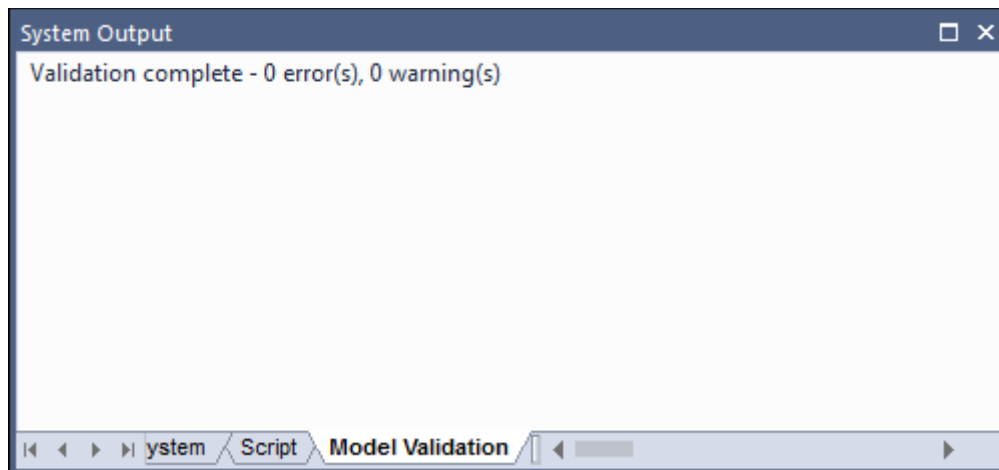 System Output
Validation complete - 0 error(s), 0 warning(s)
ystem Script Model Validation